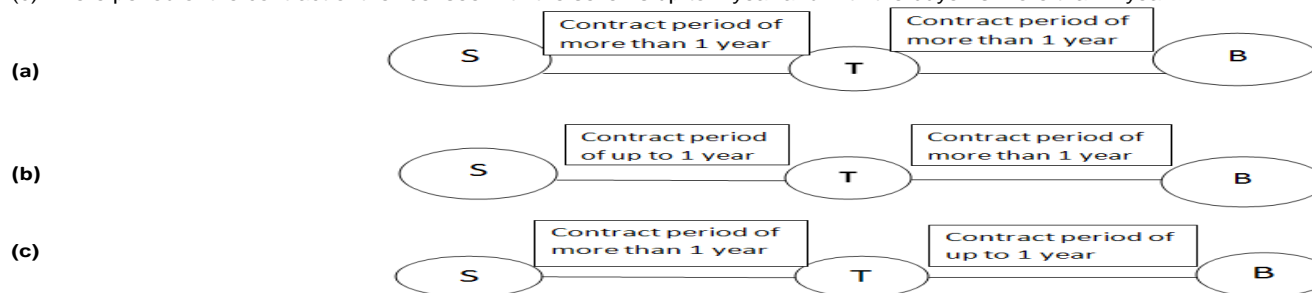 Contract period of
more than 1 year
Contract period of
more than 1 year
(a)
S
T
B
Contract period
of up to 1 year
Contract period of
more than 1 year
(b)
S
T
B
Contract period of
more than 1 year
Contract period of
up to 1 year
(c)
S
T
B